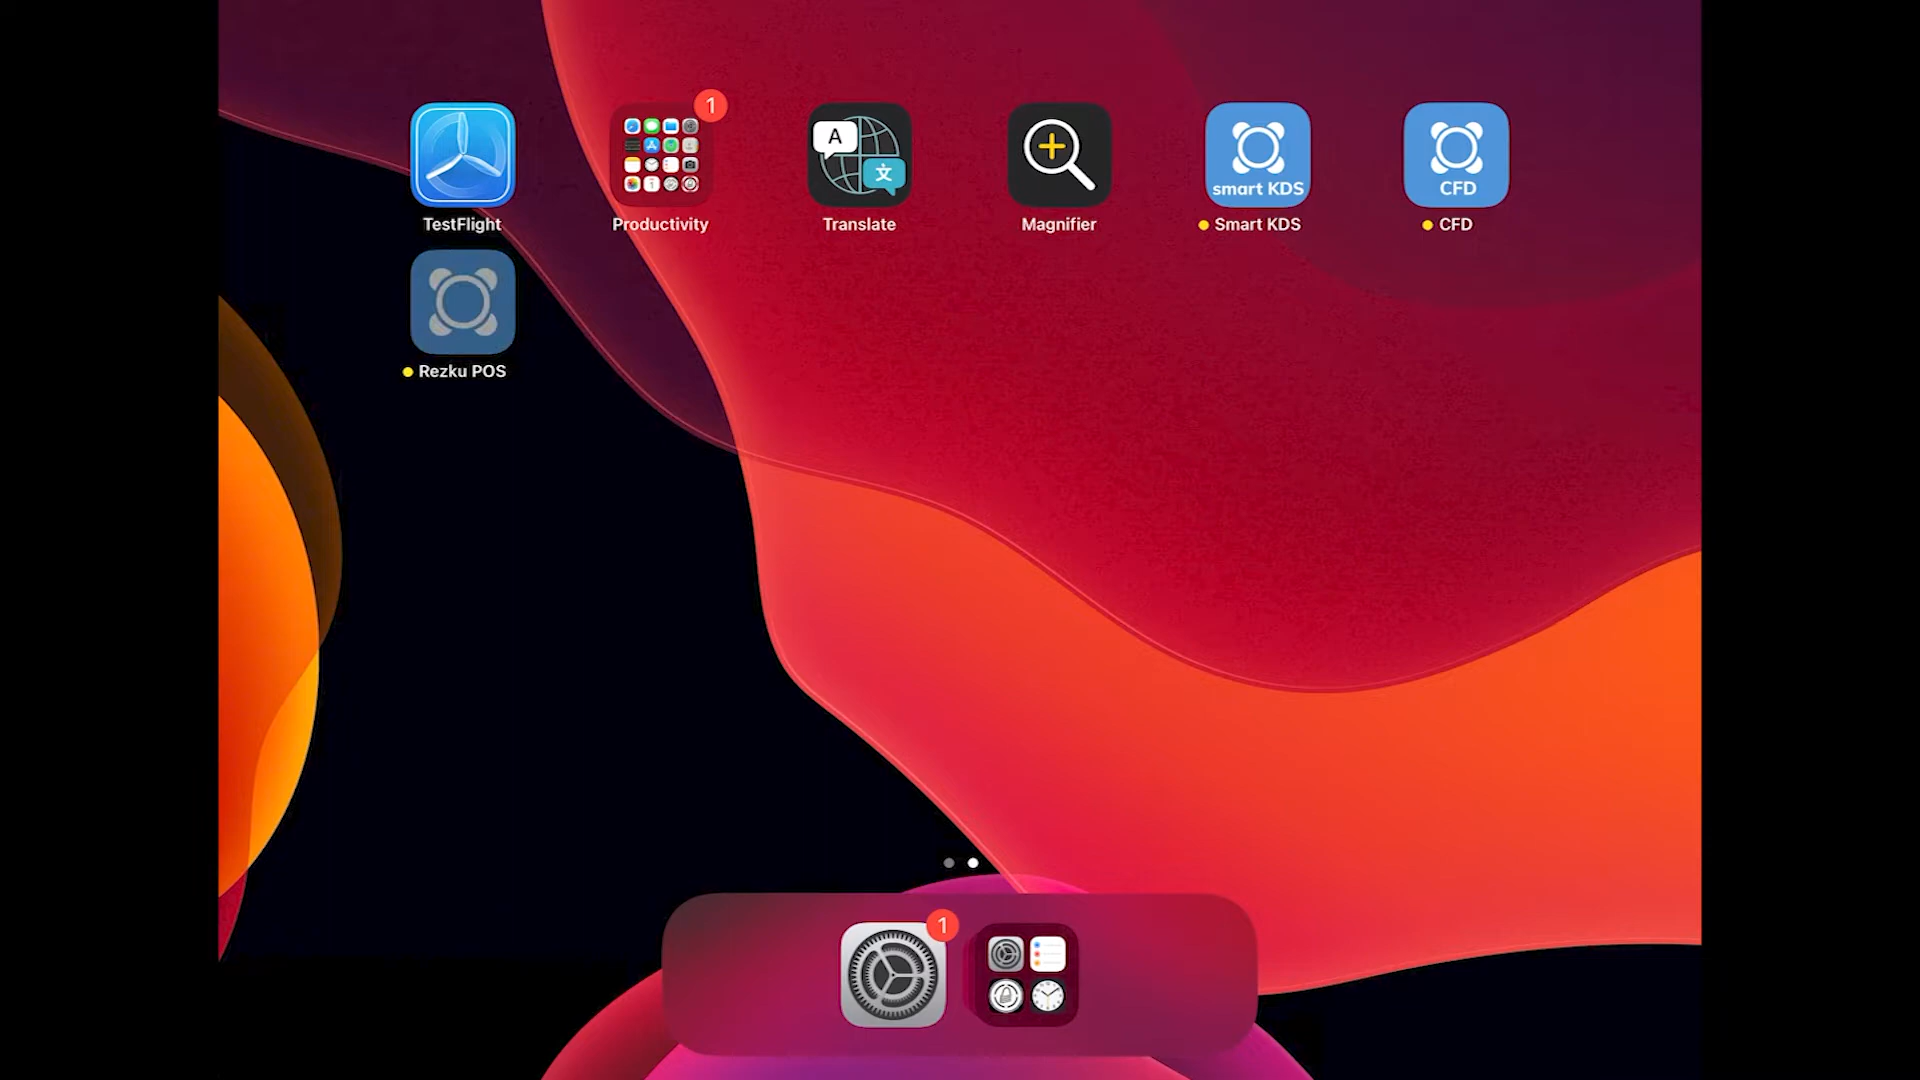 1
A
文
smart KDS
CFD
TestFlight
Productivity
Translate
Magnifier
Smart KDS
CFD
Rezku POS
1